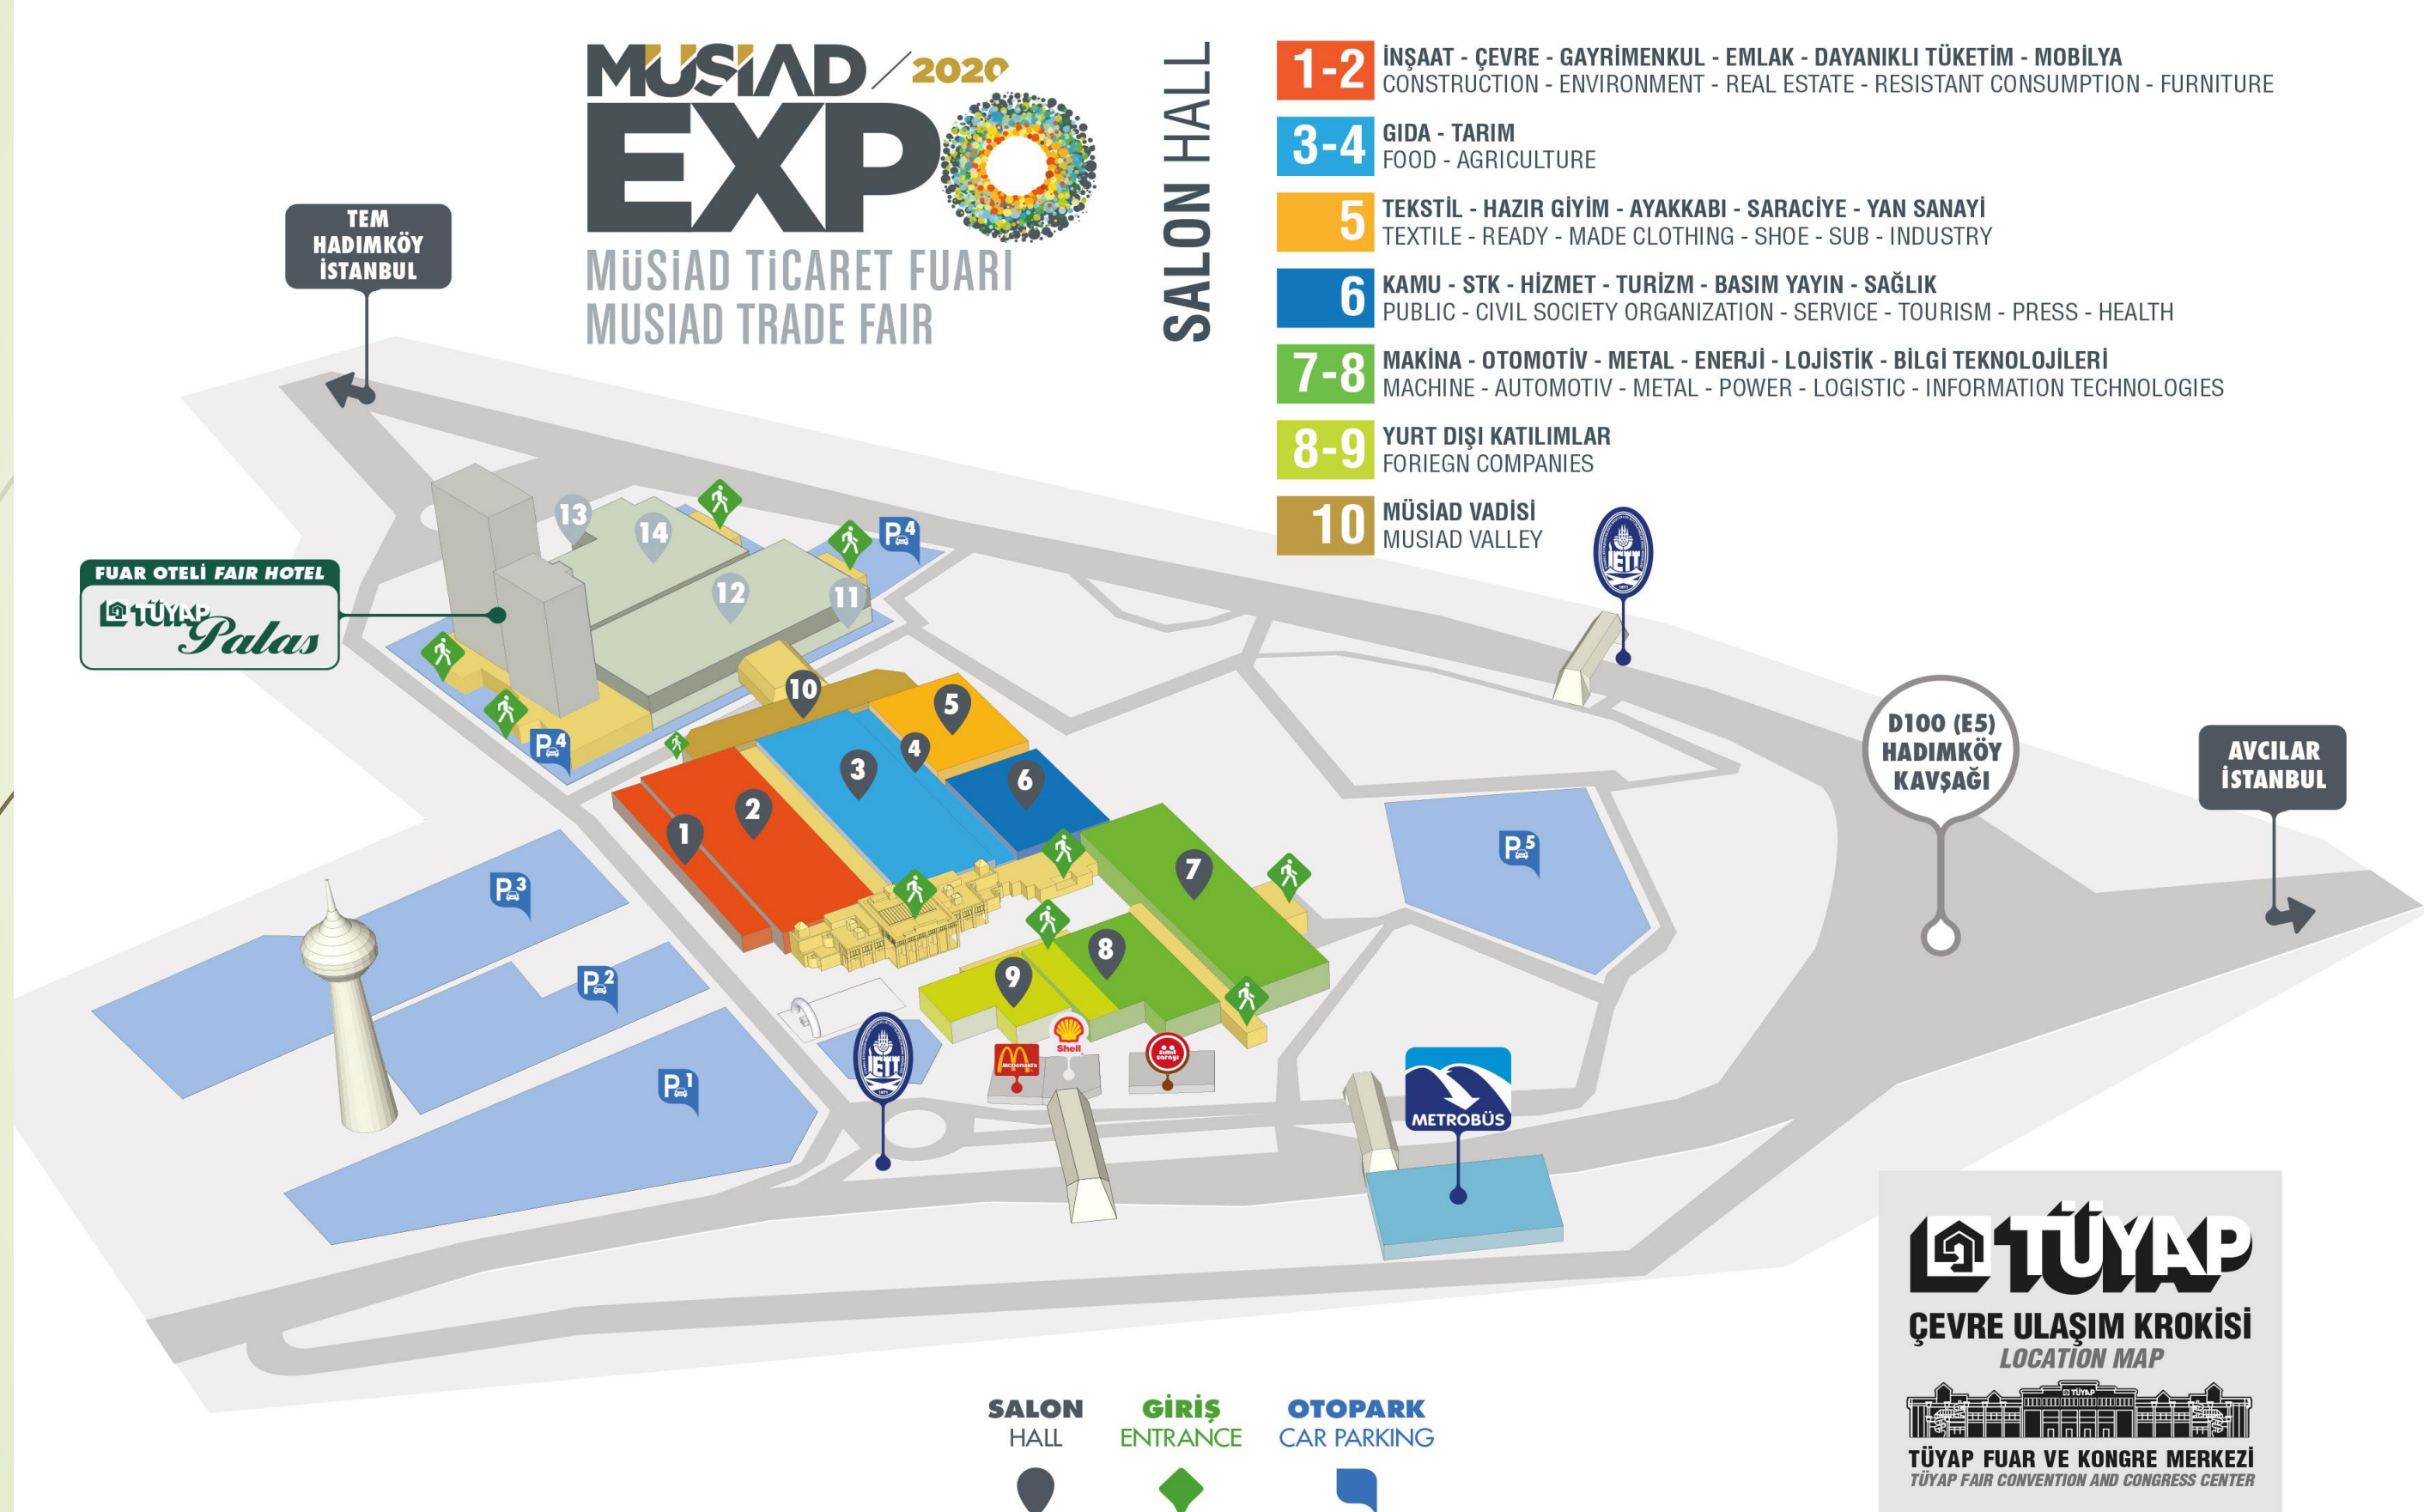 MÜSİAD / 2020
EXPO
MÜSİAD TİCARET FUARI
MUSIAD TRADE FAIR
SALON HALL
1-2 İNŞAAT - ÇEVRE - GAYRİMENKUL - EMLAK - DAYANIKLI TÜKETİM - MOBİLYA
CONSTRUCTION - ENVIRONMENT - REAL ESTATE - RESISTANT CONSUMPTION - FURNITURE
3-4 GIDA - TARIM
FOOD - AGRICULTURE
5 TEKSTİL - HAZIR GİYİM - AYAKKABI - SARACİYE - YAN SANAYİ
TEXTILE - READY - MADE CLOTHING - SHOE - SUB - INDUSTRY
6 KAMU - STK - HİZMET - TURİZM - BASIM YAYIN - SAĞLIK
PUBLIC - CIVIL SOCIETY ORGANIZATION - SERVICE - TOURISM - PRESS - HEALTH
7-8 MAKİNA - OTOMOTİV - METAL - ENERJİ - LOJİSTİK - BİLGİ TEKNOLOJİLERİ
MACHINE - AUTOMOTIV - METAL - POWER - LOGISTIC - INFORMATION TECHNOLOGIES
8-9 YURT DIŞI KATILIMLAR
FORIEGN COMPANIES
10 MÜSİAD VADİSİ
MUSIAD VALLEY
TEM
HADIMKÖY
İSTANBUL
FUAR OTELİ FAIR HOTEL
TÜYAP
Palas
13
14
12
11
P4
P4
10
5
4
3
6
2
1
7
8
9
P3
P2
P1
P5
İETT
İETT
D100 (E5)
HADIMKÖY
KAVŞAĞI
AVCILAR
İSTANBUL
McDonald's
Shell
Simit
Sarayı
METROBÜS
TÜYAP
ÇEVRE ULAŞIM KROKİSİ
LOCATION MAP
TÜYAP
TÜYAP FUAR VE KONGRE MERKEZİ
TÜYAP FAIR CONVENTION AND CONGRESS CENTER
SALON
HALL
GİRİŞ
ENTRANCE
OTOPARK
CAR PARKING